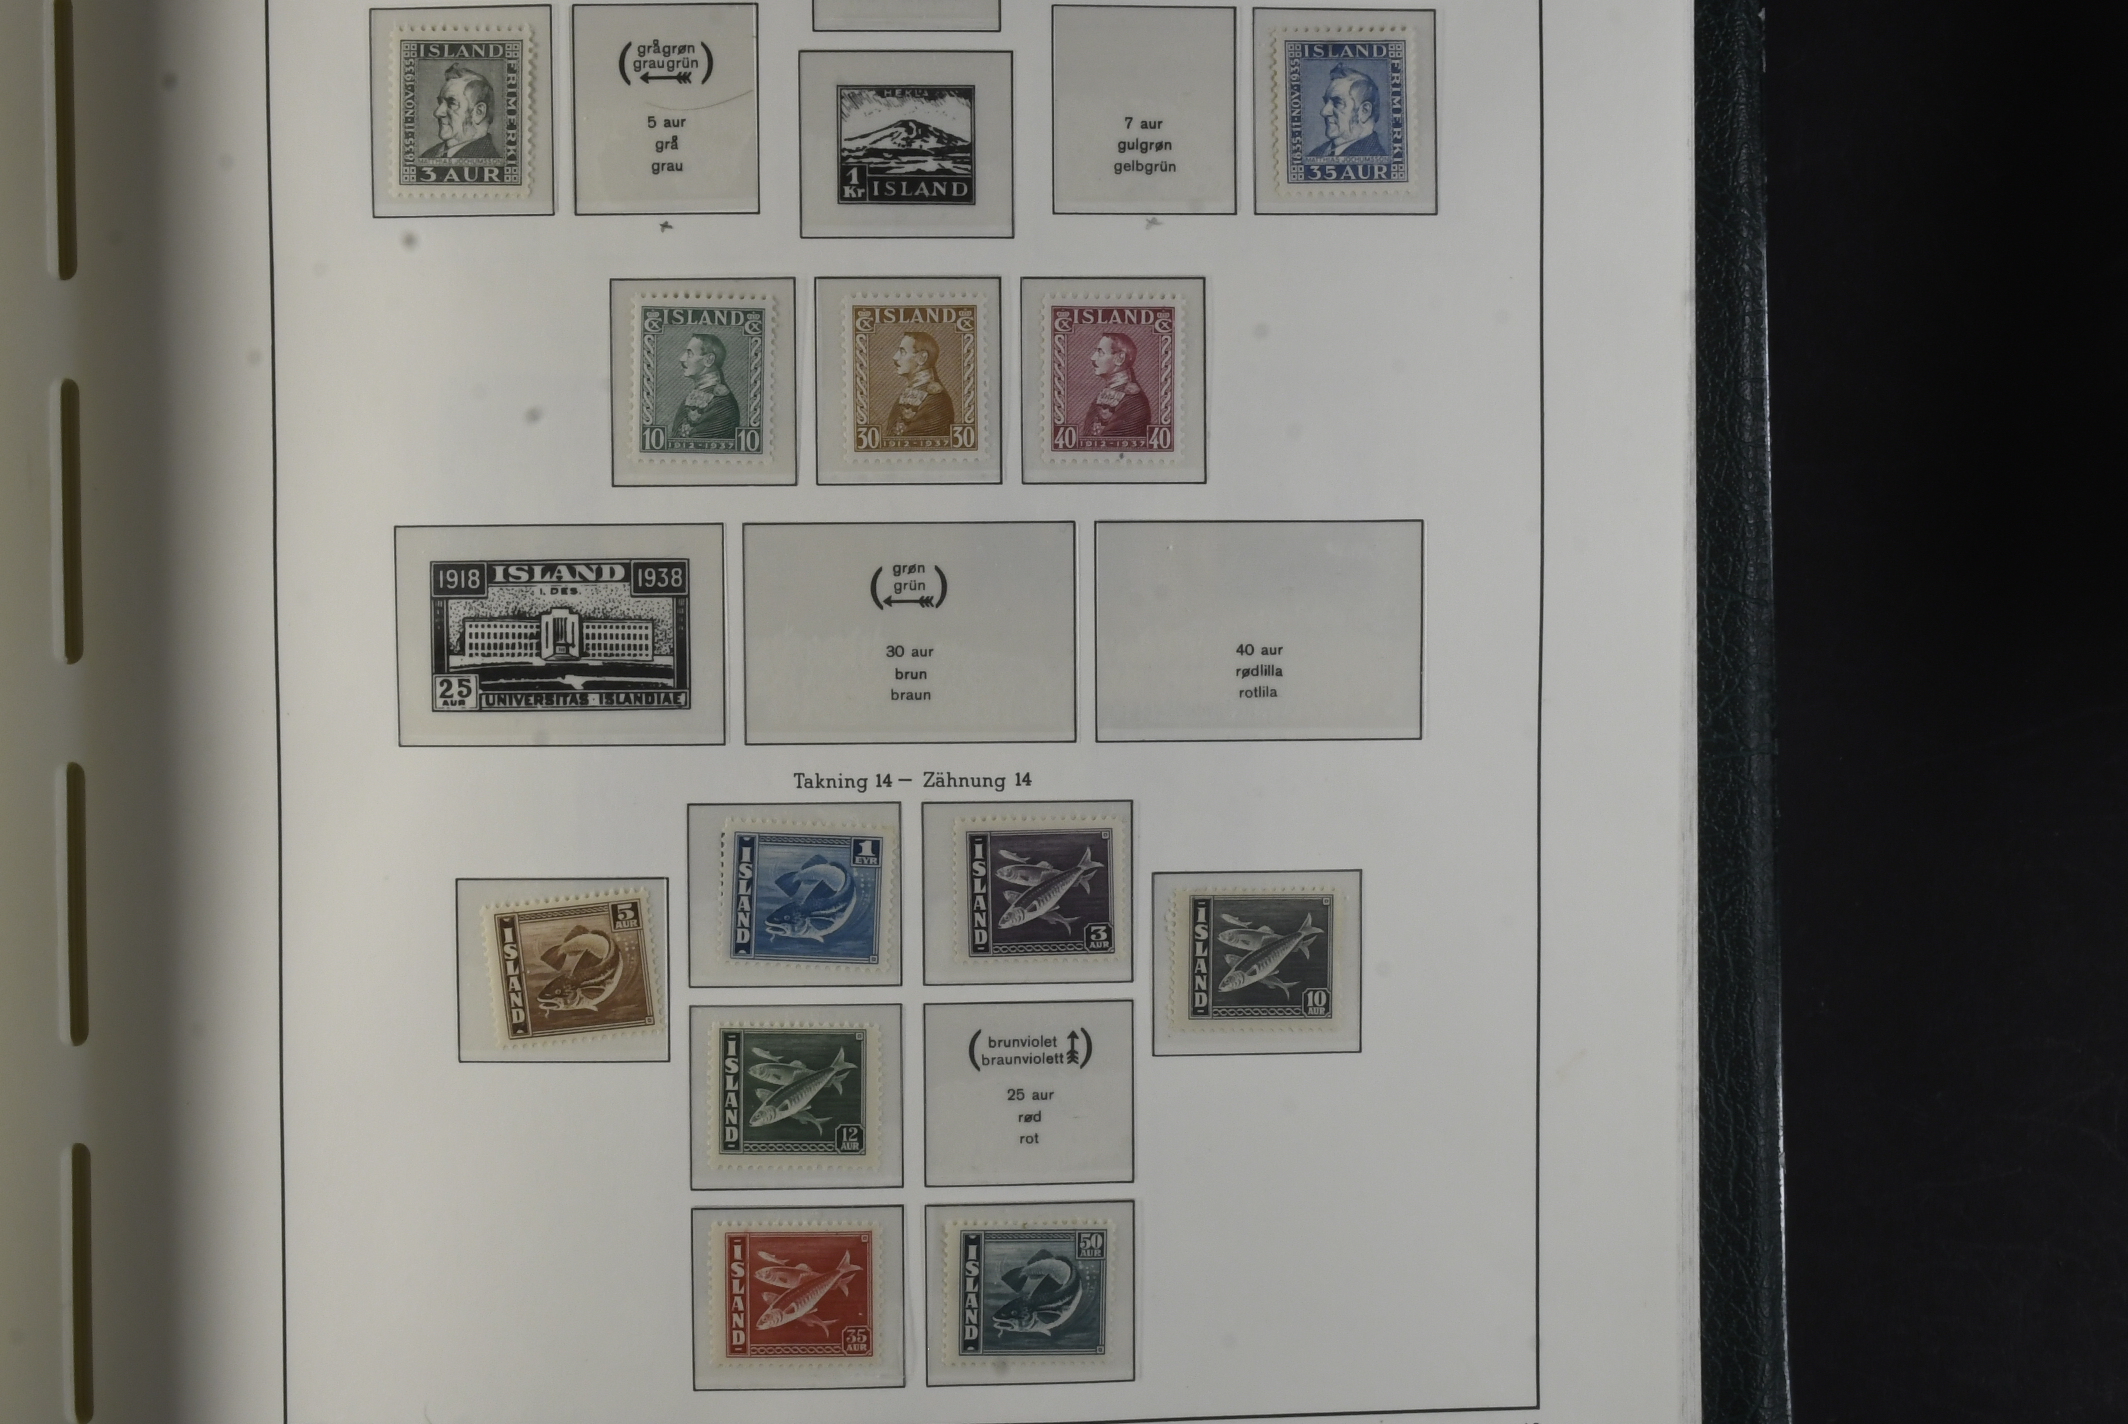 ISLAND
1835-11-NOV-1935
FRIMERKI
MATTHIAS JOCHUMSSON
3 AUR
(grågrøn
graugrün)
5 aur
grå
grau
HEKLA
1
Kr
ISLAND
7 aur
gulgrøn
gelbgrün
ISLAND
1835-11-NOV-1935
FRIMERKI
MATTHIAS JOCHUMSSON
35 AUR
ISLAND
10 1912-1937 10
ISLAND
30 1912-1937 30
ISLAND
40 1912-1937 40
1918 ISLAND 1938
1. DES.
25
AUR
UNIVERSITAS·ISLANDIAE
(grøn
grün)
30 aur
brun
braun
40 aur
rødlilla
rotlila
Takning 14 — Zähnung 14
5
AUR
ISLAND
1
EYR
ISLAND
ISLAND
3
AUR
ISLAND
10
AUR
ISLAND
12
AUR
(brunviolet
braunviolett)
25 aur
rød
rot
ISLAND
35
AUR
50
AUR
ISLAND